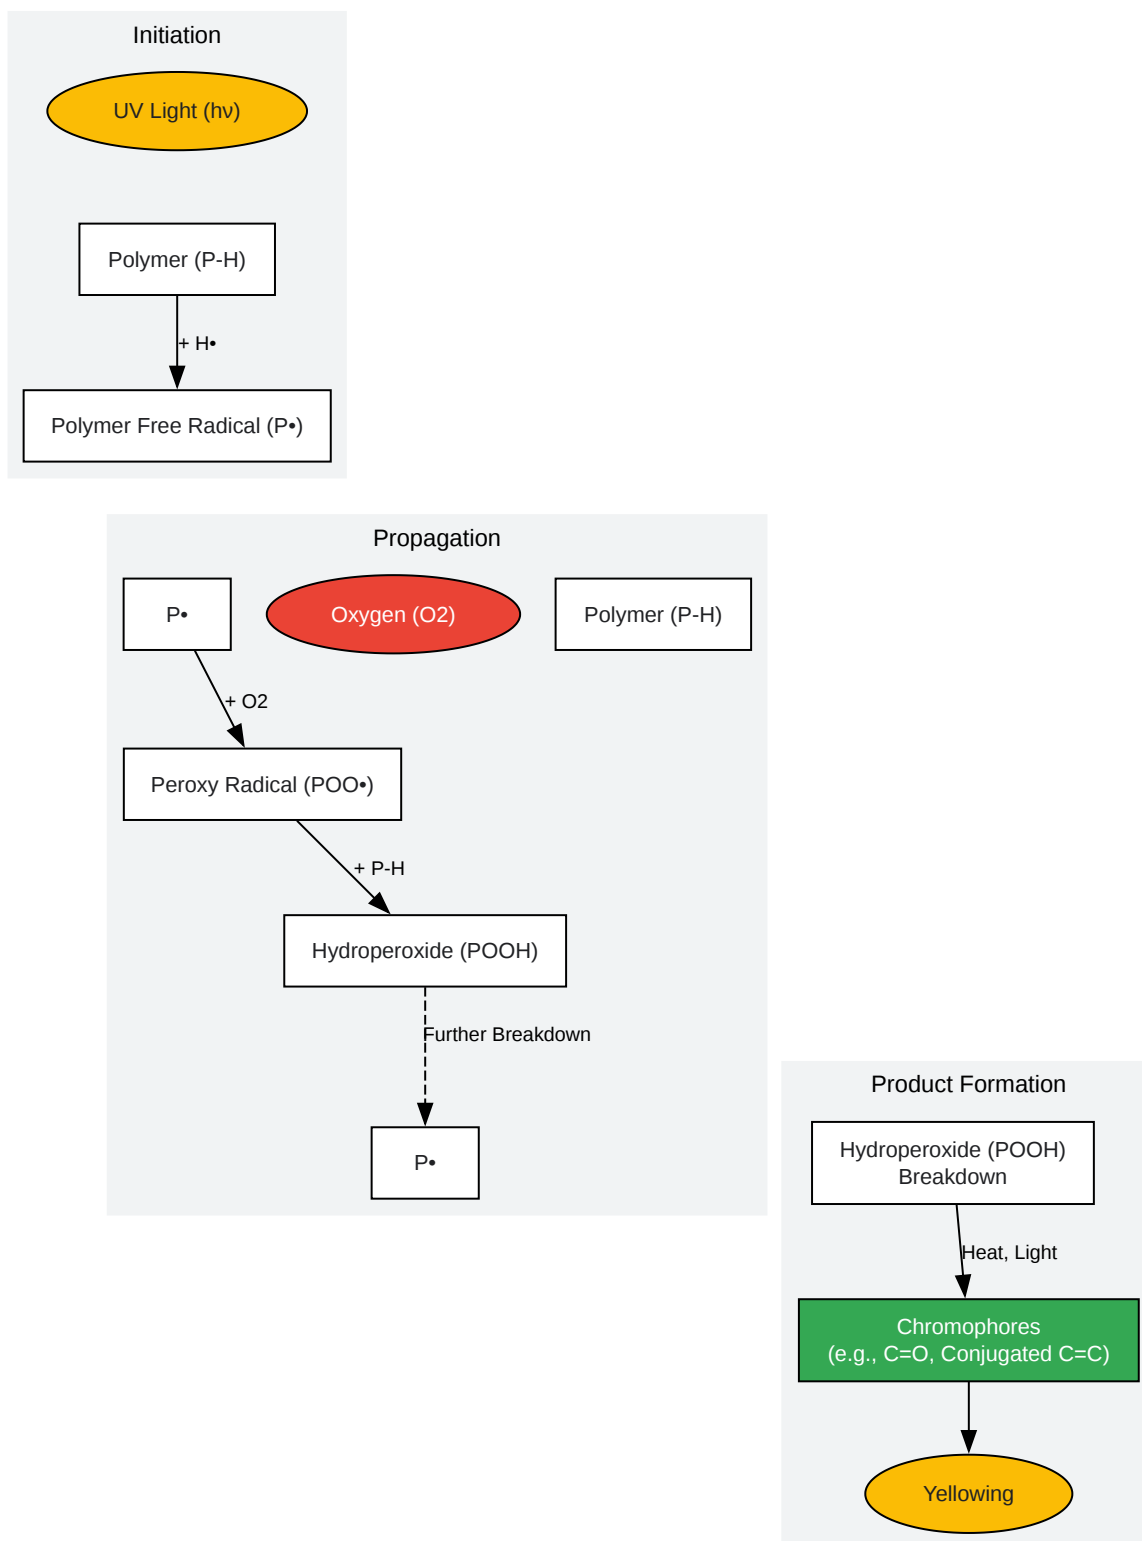 Initiation
UV Light (hν)
Polymer (P-H)
+ H•
Polymer Free Radical (P•)
Propagation
P•
Oxygen (O2)
Polymer (P-H)
+ O2
Peroxy Radical (POO•)
+ P-H
Hydroperoxide (POOH)
Further Breakdown
P•
Product Formation
Hydroperoxide (POOH)
Breakdown
Heat, Light
Chromophores
(e.g., C=O, Conjugated C=C)
Yellowing